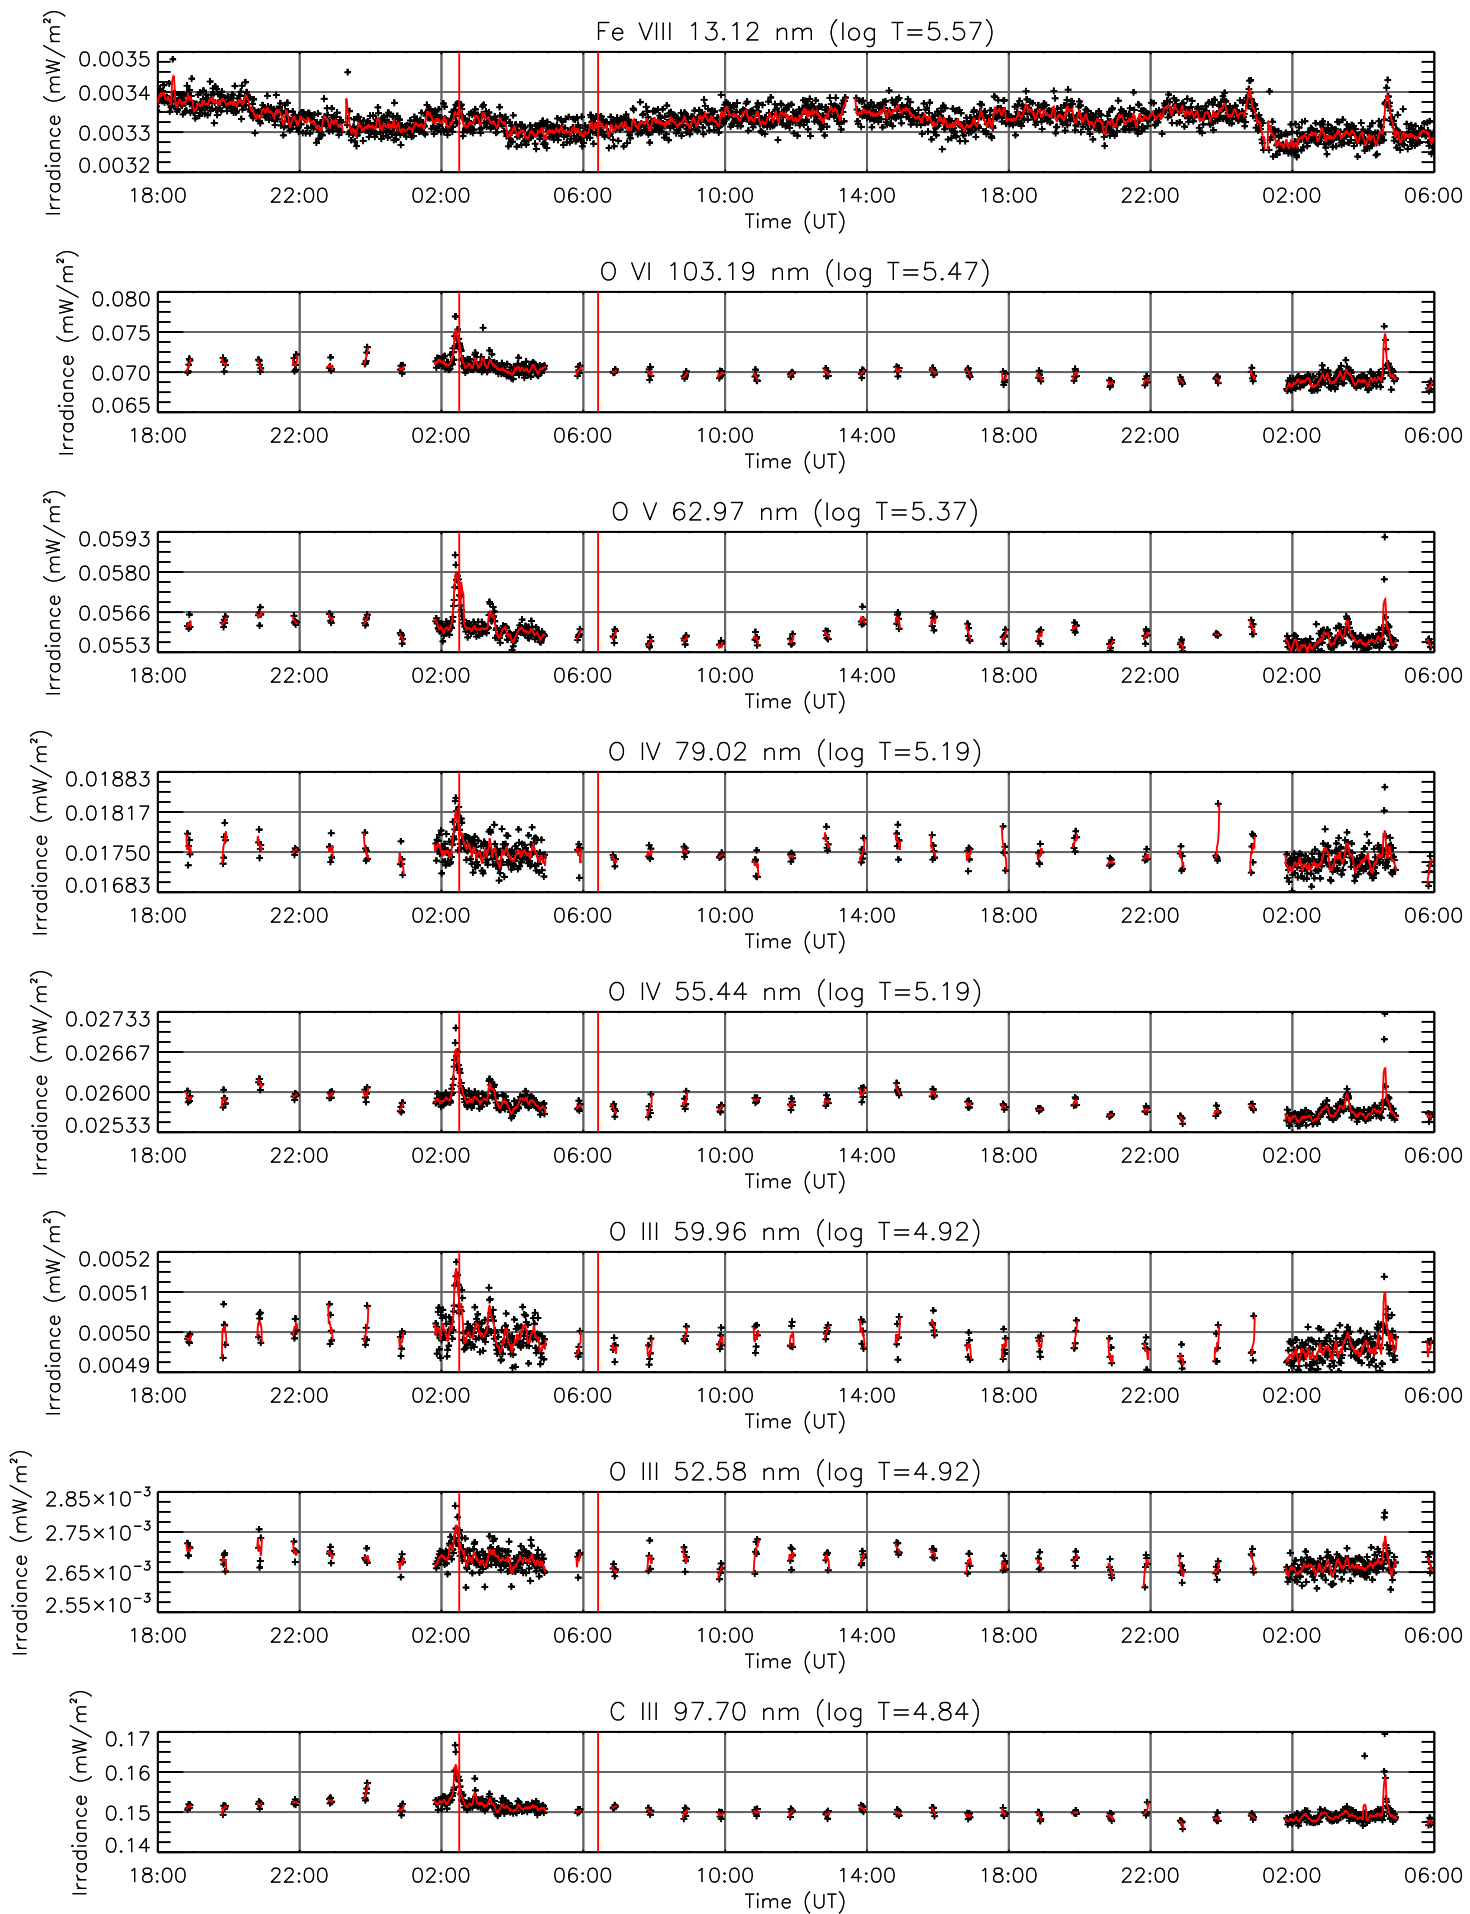 Fe VIII 13.12 nm (log T=5.57)
Irradiance (mW/m²)
0.0035
0.0034
0.0033
0.0032
18:00 22:00 02:00 06:00 10:00 14:00 18:00 22:00 02:00 06:00
Time (UT)
O VI 103.19 nm (log T=5.47)
Irradiance (mW/m²)
0.080
0.075
0.070
0.065
18:00 22:00 02:00 06:00 10:00 14:00 18:00 22:00 02:00 06:00
Time (UT)
O V 62.97 nm (log T=5.37)
Irradiance (mW/m²)
0.0593
0.0580
0.0566
0.0553
18:00 22:00 02:00 06:00 10:00 14:00 18:00 22:00 02:00 06:00
Time (UT)
O IV 79.02 nm (log T=5.19)
Irradiance (mW/m²)
0.01883
0.01817
0.01750
0.01683
18:00 22:00 02:00 06:00 10:00 14:00 18:00 22:00 02:00 06:00
Time (UT)
O IV 55.44 nm (log T=5.19)
Irradiance (mW/m²)
0.02733
0.02667
0.02600
0.02533
18:00 22:00 02:00 06:00 10:00 14:00 18:00 22:00 02:00 06:00
Time (UT)
O III 59.96 nm (log T=4.92)
Irradiance (mW/m²)
0.0052
0.0051
0.0050
0.0049
18:00 22:00 02:00 06:00 10:00 14:00 18:00 22:00 02:00 06:00
Time (UT)
O III 52.58 nm (log T=4.92)
Irradiance (mW/m²)
2.85×10⁻³
2.75×10⁻³
2.65×10⁻³
2.55×10⁻³
18:00 22:00 02:00 06:00 10:00 14:00 18:00 22:00 02:00 06:00
Time (UT)
C III 97.70 nm (log T=4.84)
Irradiance (mW/m²)
0.17
0.16
0.15
0.14
18:00 22:00 02:00 06:00 10:00 14:00 18:00 22:00 02:00 06:00
Time (UT)